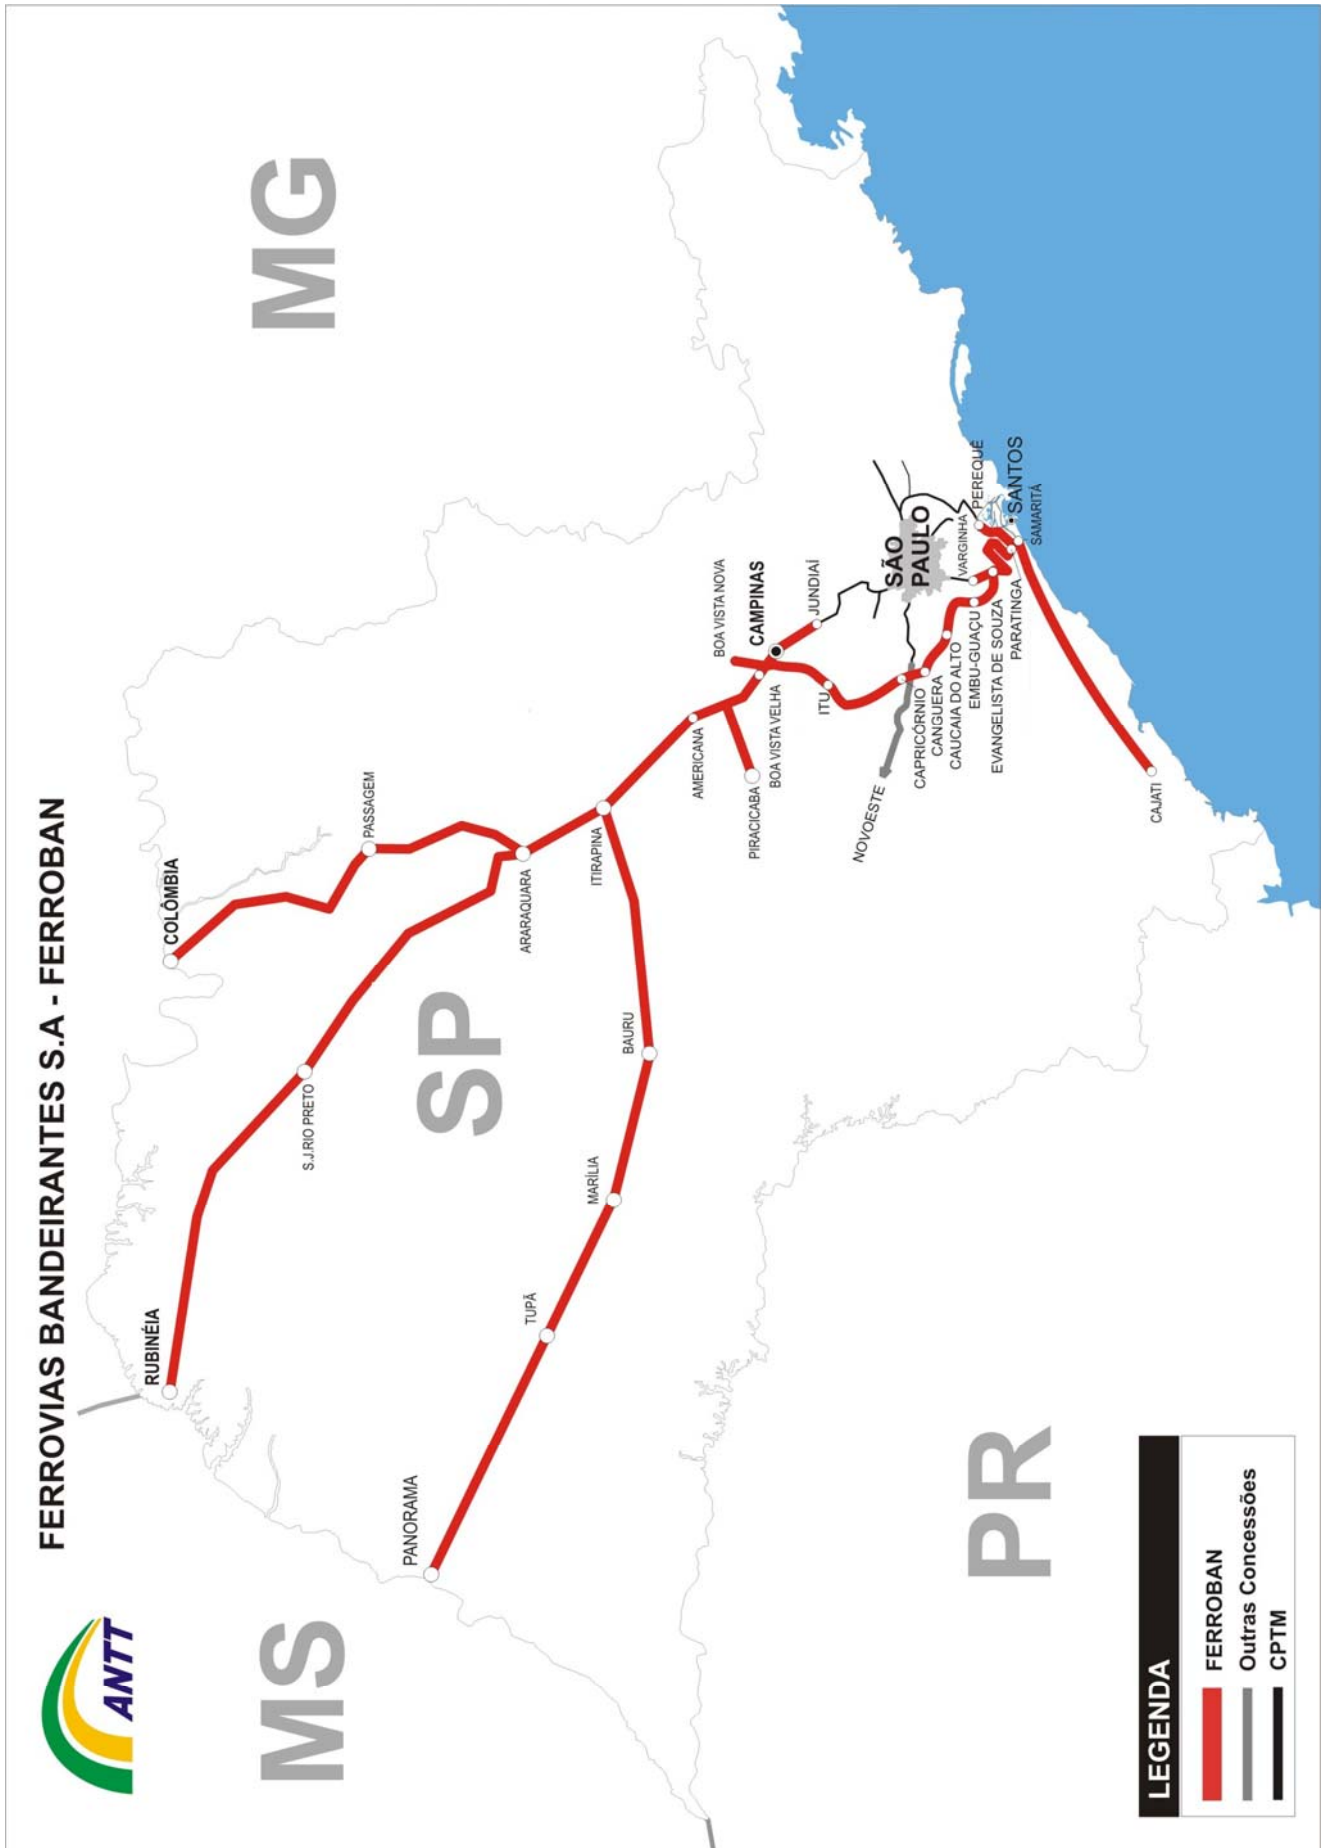 FERROVIAS BANDEIRANTES S.A - FERROBAN
ANTT
MS
MG
SP
PR
RUBINÉIA
COLÔMBIA
S.J.RIO PRETO
PASSAGEM
PANORAMA
TUPÃ
MARÍLIA
BAURU
ARARAQUARA
ITIRAPINA
AMERICANA
PIRACICABA
BOA VISTA VELHA
BOA VISTA NOVA
CAMPINAS
JUNDIAÍ
ITU
NOVOESTE
SÃO
PAULO
CAPRICÓRNIO
CANGUERA
CAUCAIA DO ALTO
EMBU-GUAÇU
EVANGELISTA DE SOUZA
PARATINGA
VARGINHA
PEREQUÊ
SANTOS
SAMARITÁ
CAJATI
LEGENDA
FERROBAN
Outras Concessões
CPTM